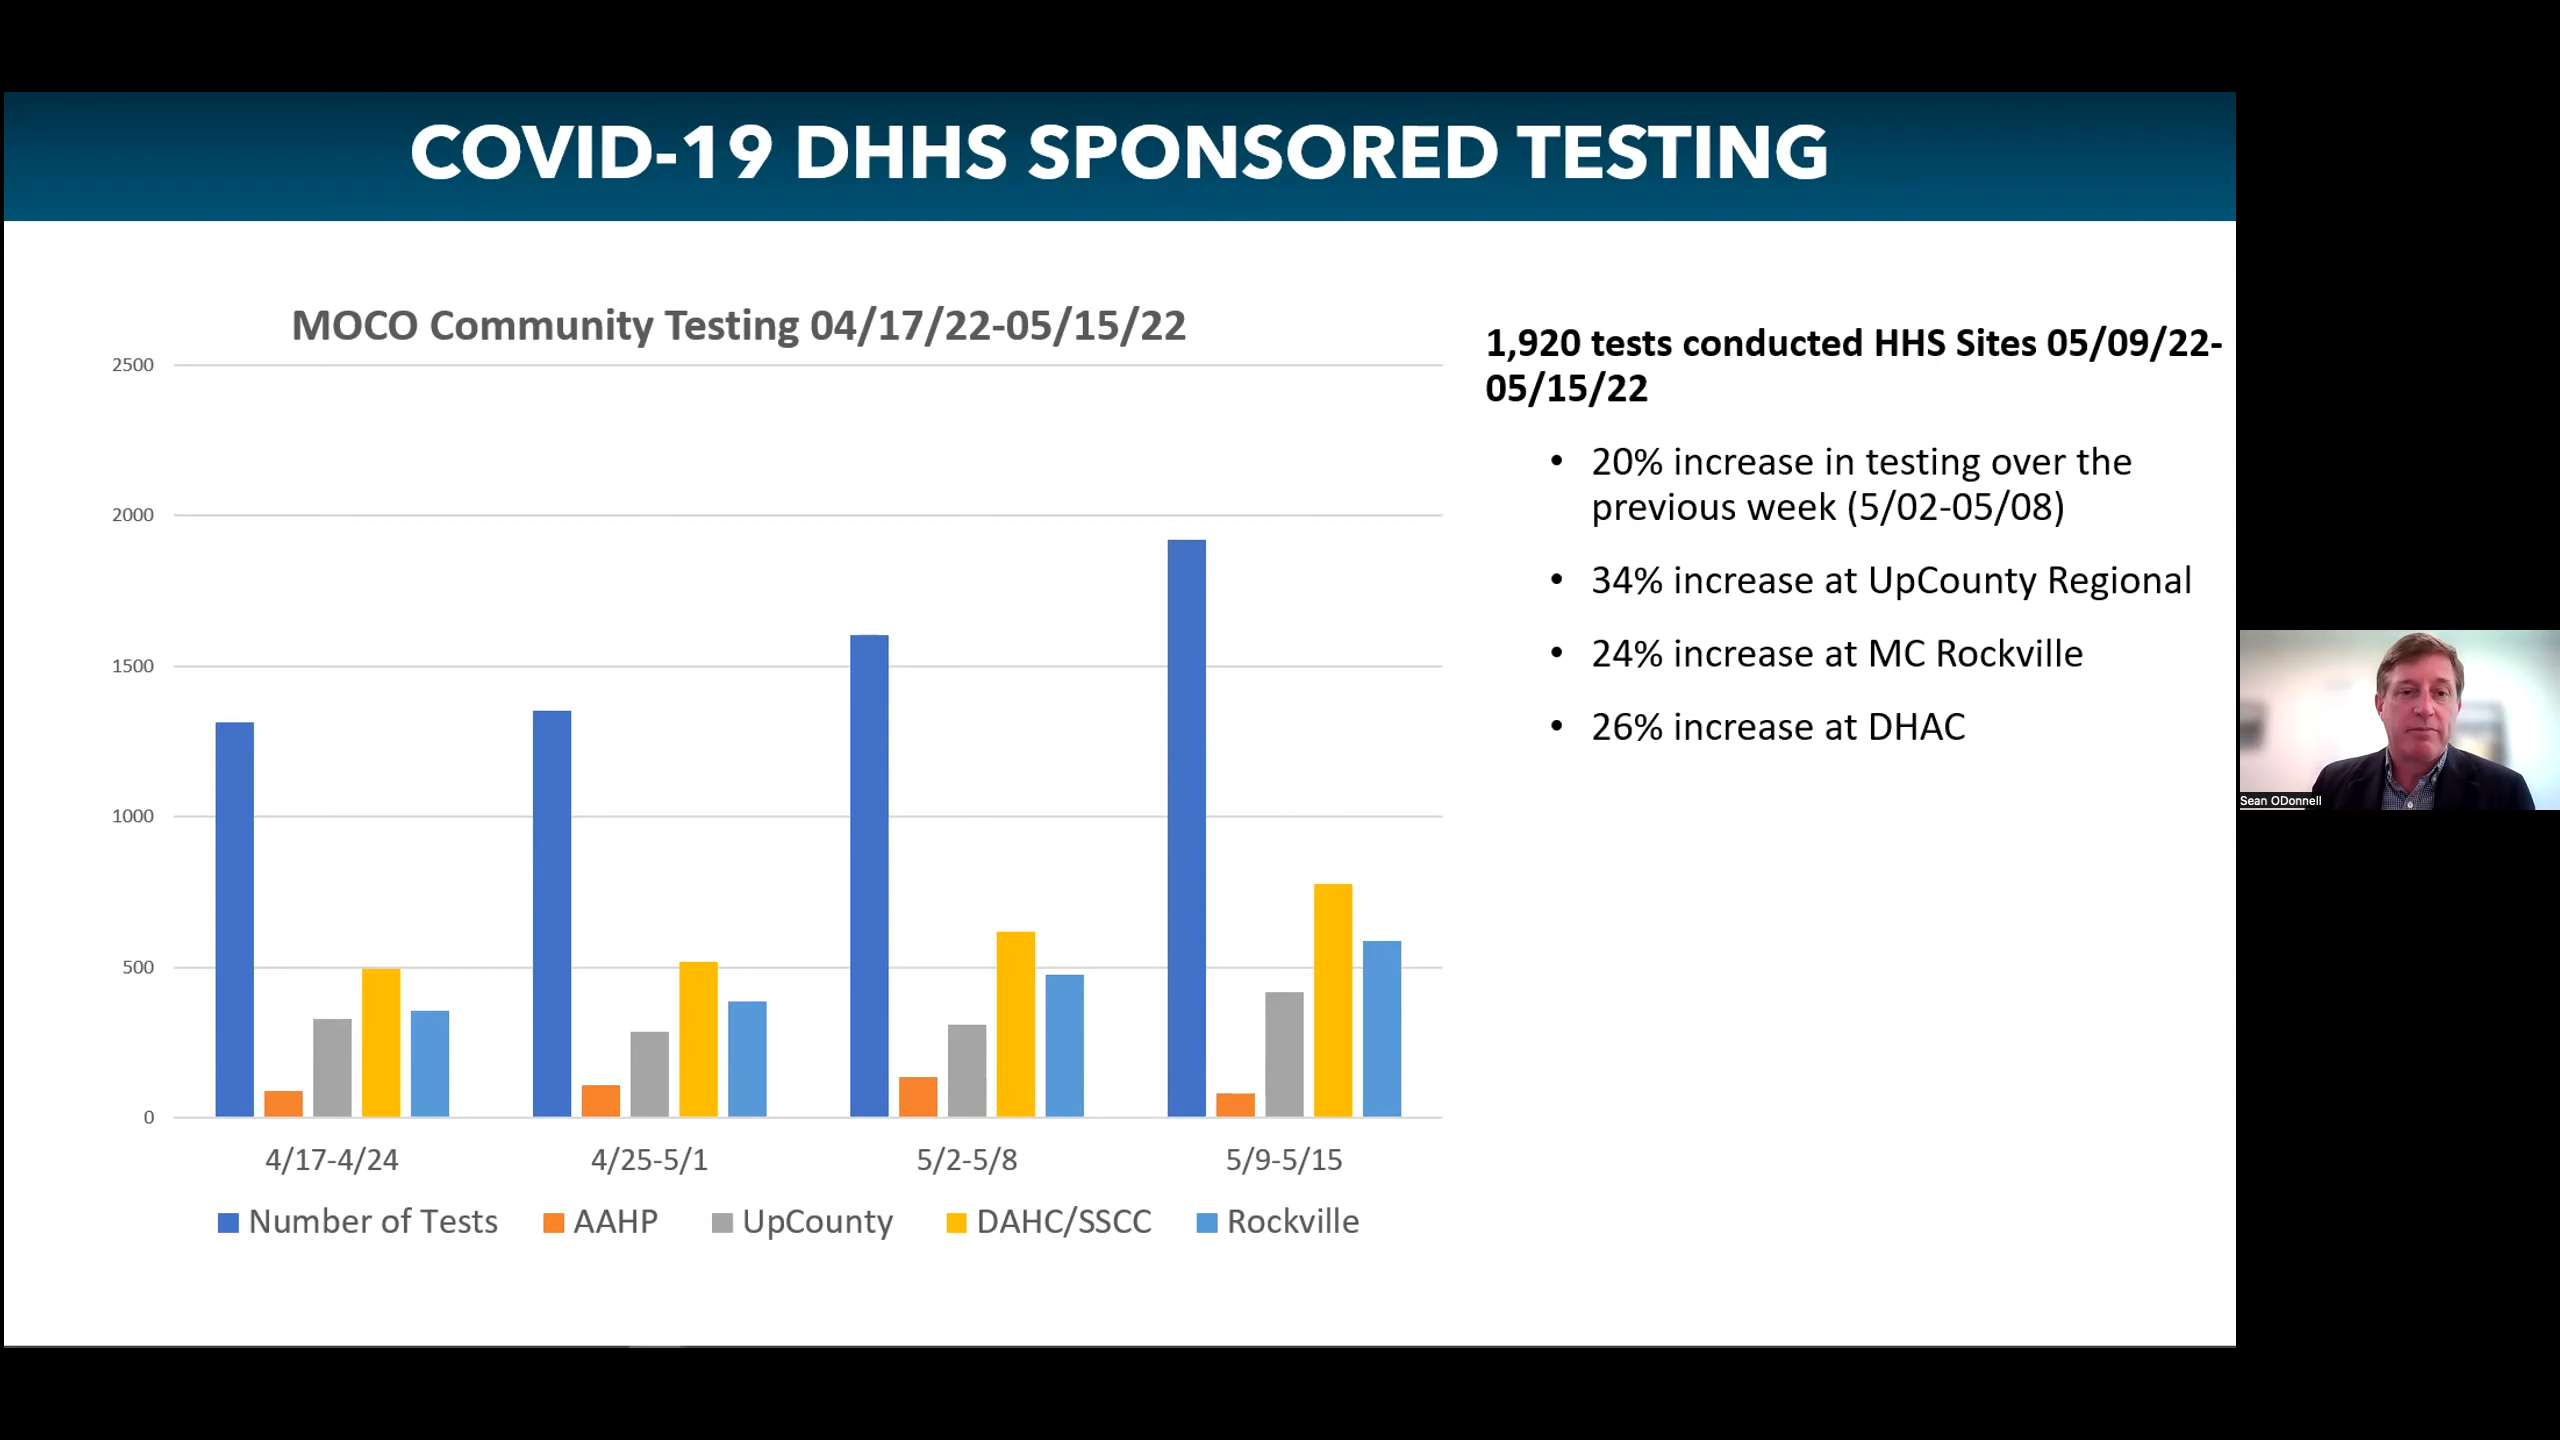 COVID-19 DHHS SPONSORED TESTING
MOCO Community Testing 04/17/22-05/15/22
2500
2000
1500
1000
500
0
4/17-4/24 4/25-5/1 5/2-5/8 5/9-5/15
Number of Tests AAHP UpCounty DAHC/SSCC Rockville
1,920 tests conducted HHS Sites 05/09/22-
05/15/22
• 20% increase in testing over the
previous week (5/02-05/08)
• 34% increase at UpCounty Regional
• 24% increase at MC Rockville
• 26% increase at DHAC
Sean ODonnell